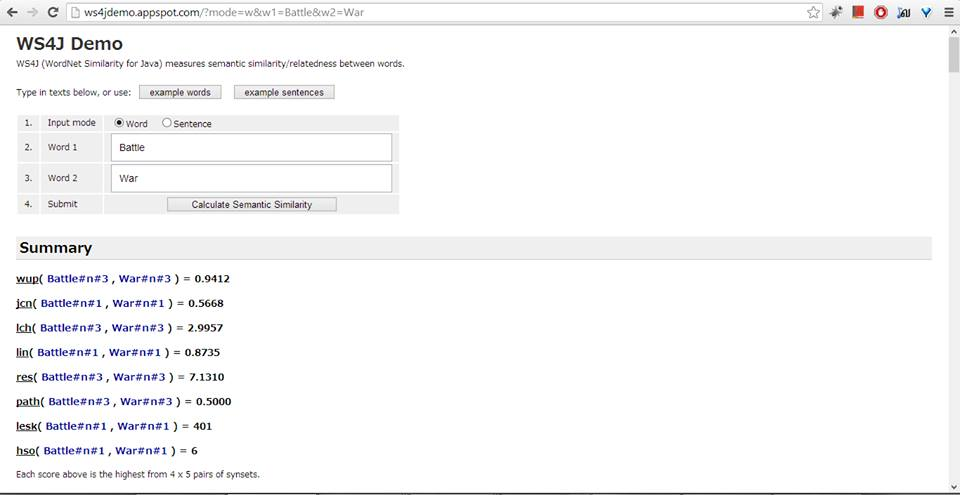 ws4jdemo.appspot.com/?mode=w&w1=Battle&w2=War
WS4J Demo
WS4J (WordNet Similarity for Java) measures semantic similarity/relatedness between words.
Type in texts below, or use: example words example sentences
1. Input mode Word Sentence
2. Word 1 Battle
3. Word 2 War
4. Submit Calculate Semantic Similarity
Summary
wup( Battle#n#3 , War#n#3 ) = 0.9412
jcn( Battle#n#1 , War#n#1 ) = 0.5668
lch( Battle#n#3 , War#n#3 ) = 2.9957
lin( Battle#n#1 , War#n#1 ) = 0.8735
res( Battle#n#3 , War#n#3 ) = 7.1310
path( Battle#n#3 , War#n#3 ) = 0.5000
lesk( Battle#n#1 , War#n#1 ) = 401
hso( Battle#n#1 , War#n#1 ) = 6
Each score above is the highest from 4 x 5 pairs of synsets.